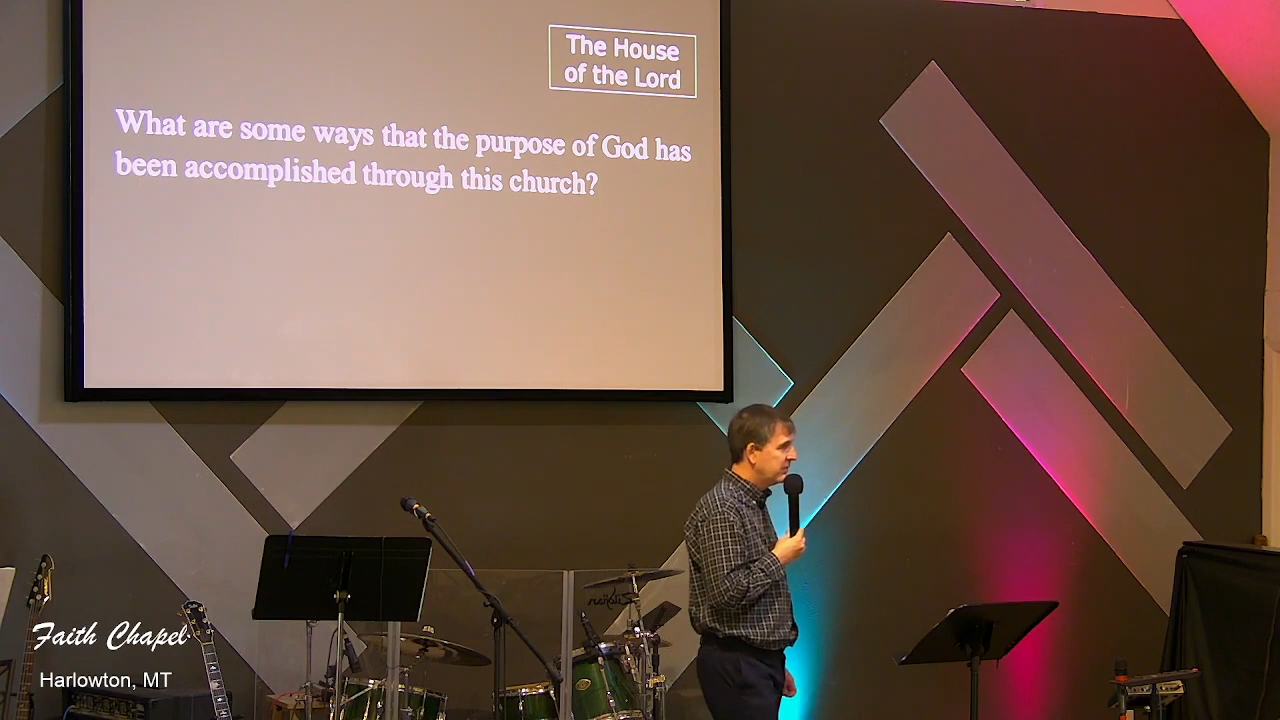 The House
of the Lord
What are some ways that the purpose of God has
been accomplished through this church?
Faith Chapel
Harlowton, MT